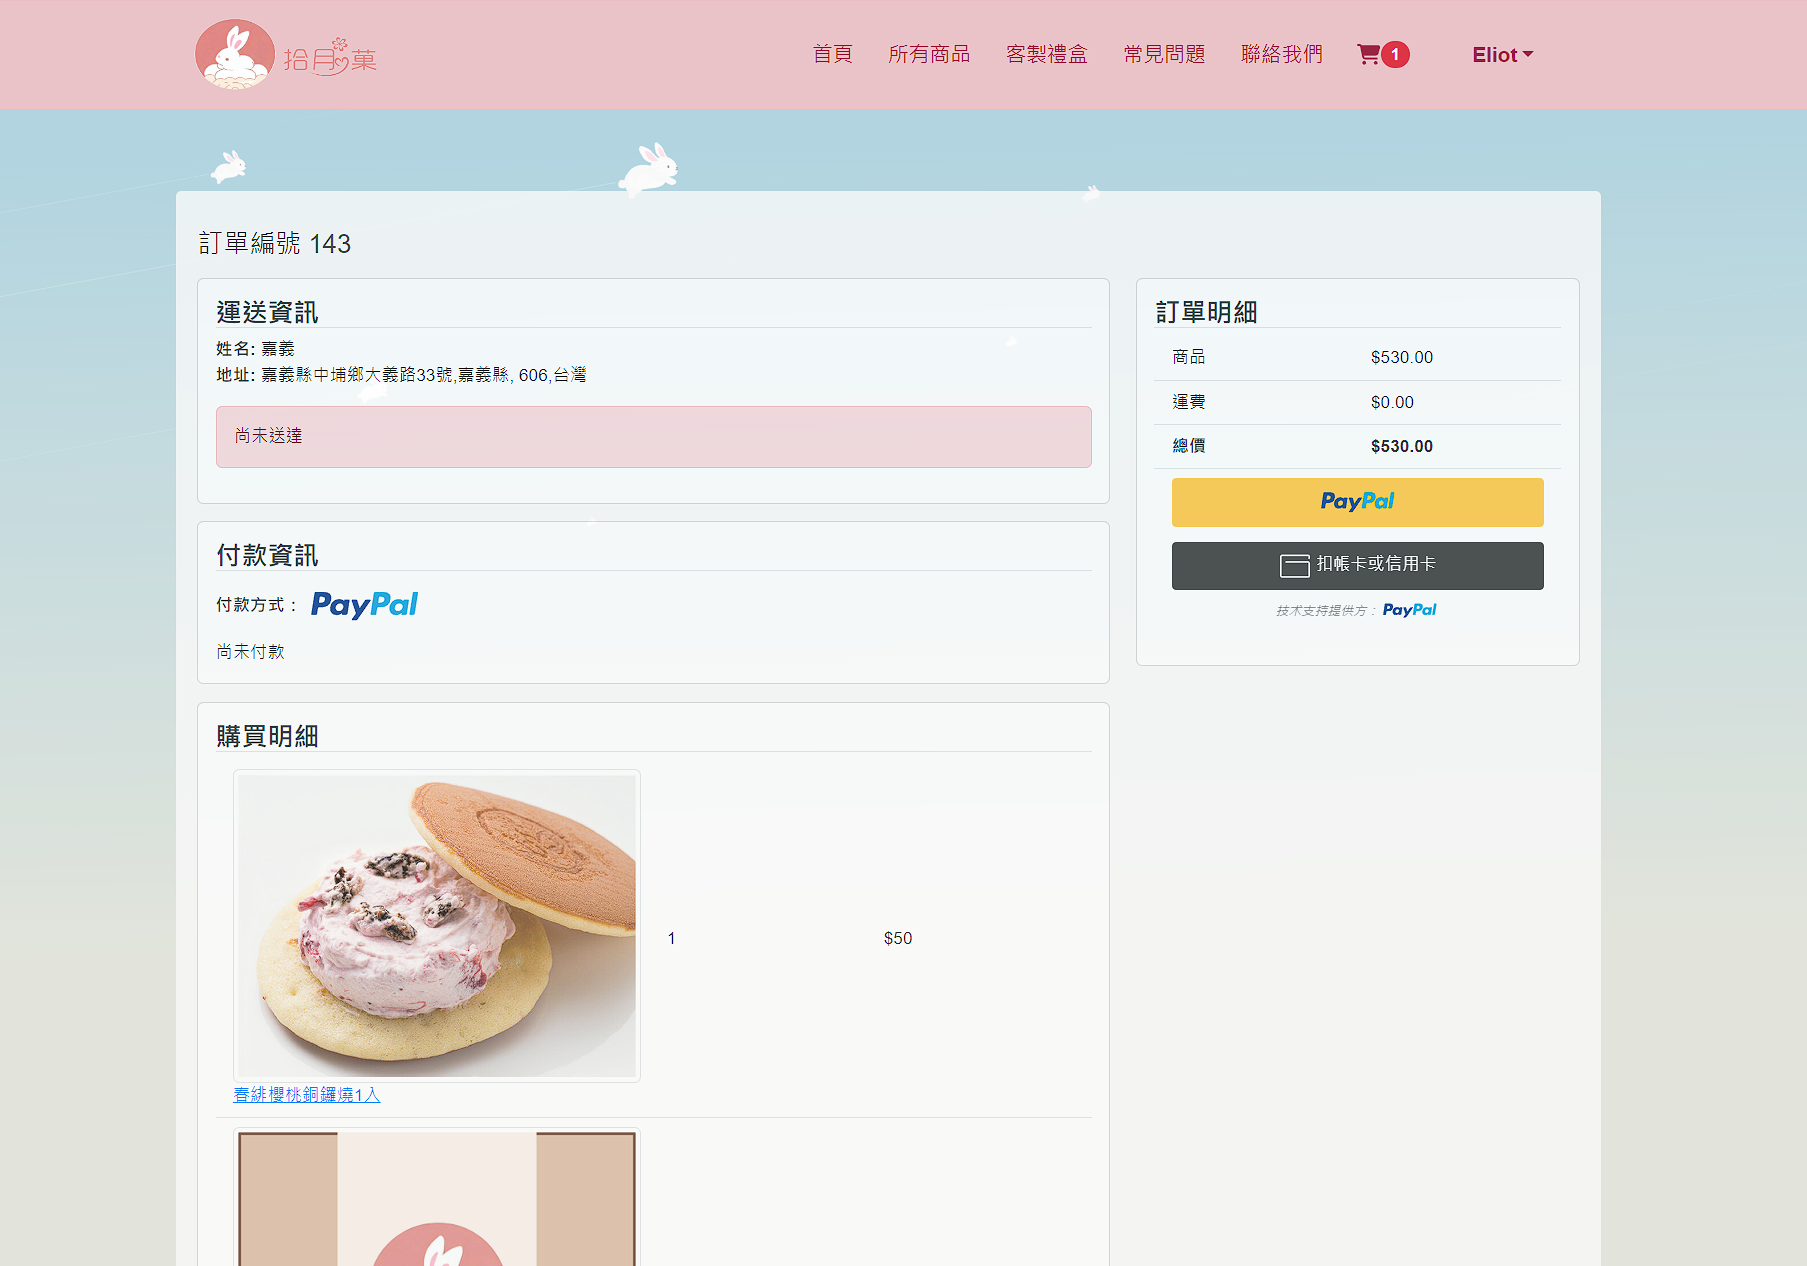 拾月菓
首頁 所有商品 客製禮盒 常見問題 聯絡我們 1 Eliot
訂單編號 143
運送資訊
姓名: 嘉義
地址: 嘉義縣中埔鄉大義路33號,嘉義縣, 606,台灣
尚未送達
付款資訊
付款方式： PayPal
尚未付款
購買明細
1 $50
春緋櫻桃銅鑼燒1入
訂單明細
商品 $530.00
運費 $0.00
總價 $530.00
PayPal
扣帳卡或信用卡
技术支持提供方： PayPal